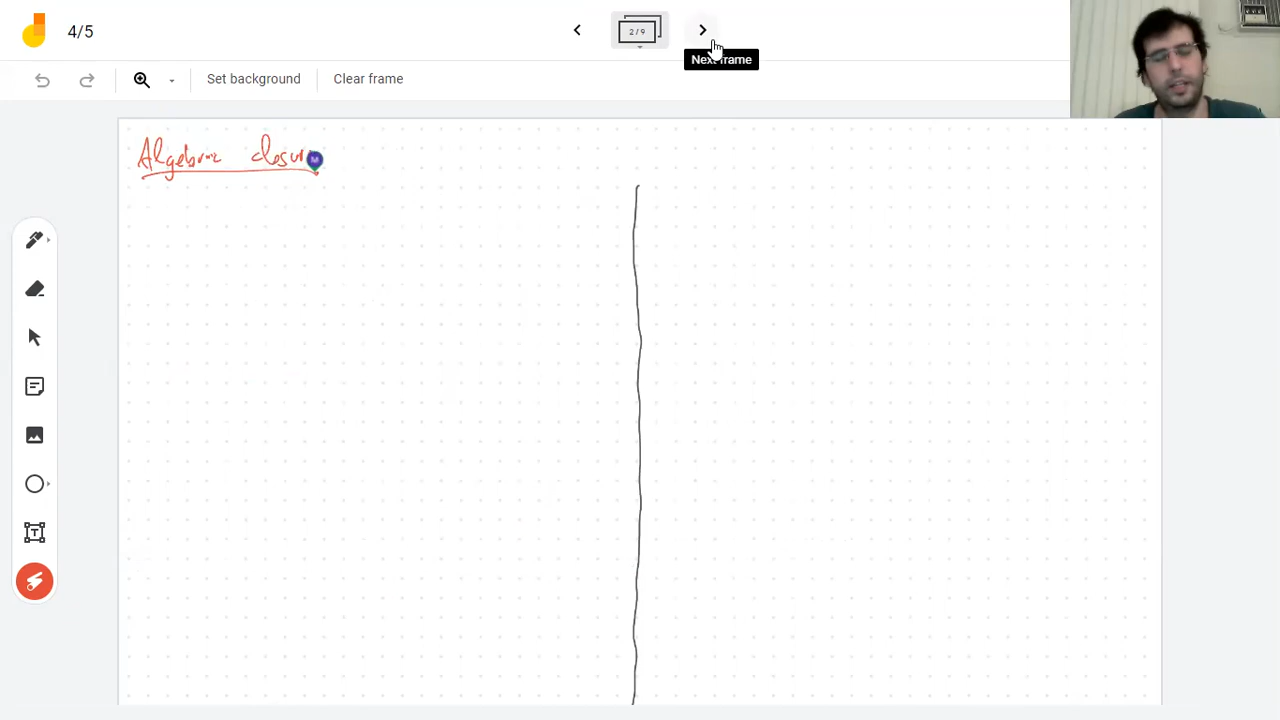 4/5
2/9
Next frame
Set background
Clear frame
Algebraic closure
M
T